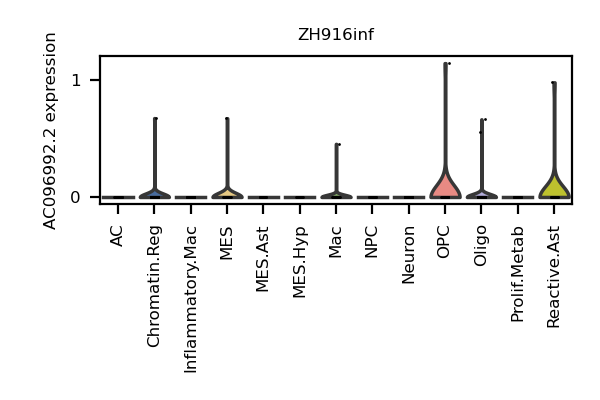 ZH916inf
AC096992.2 expression
1
0
AC
Chromatin.Reg
Inflammatory.Mac
MES
MES.Ast
MES.Hyp
Mac
NPC
Neuron
OPC
Oligo
Prolif.Metab
Reactive.Ast